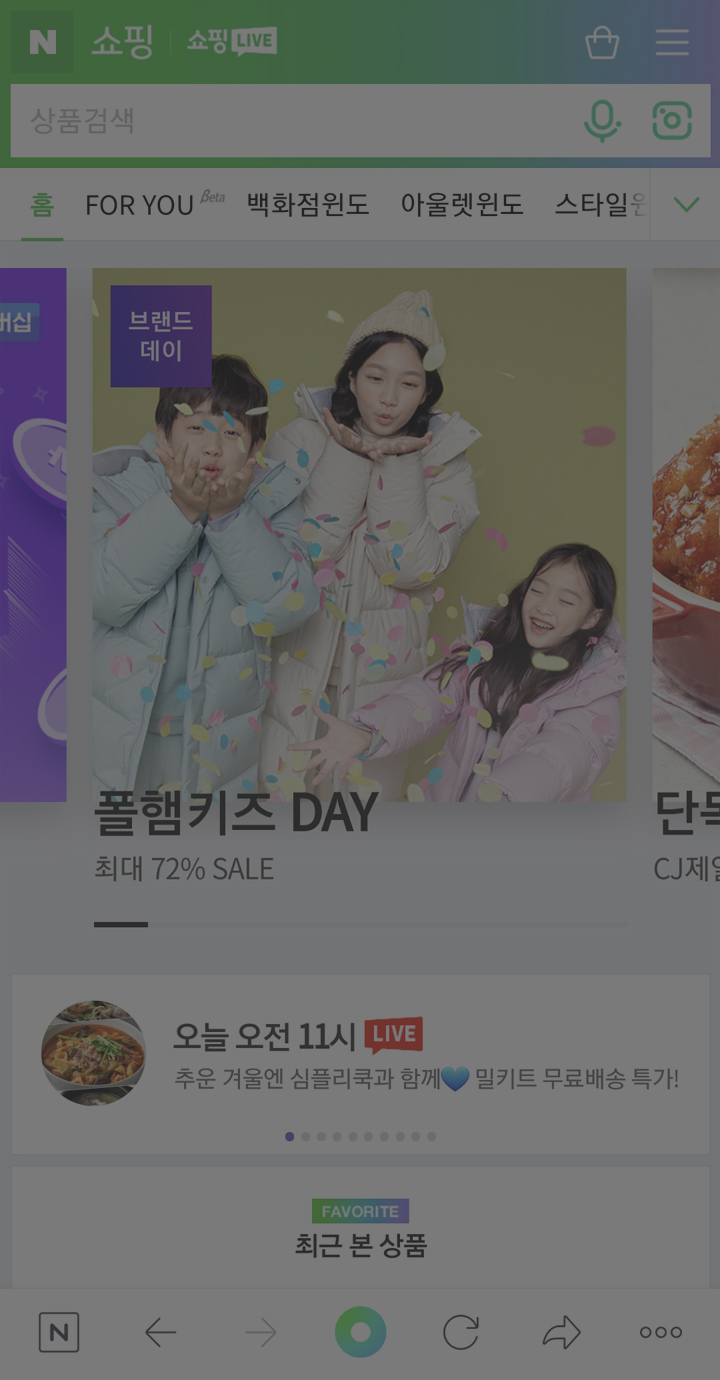 N 쇼핑 쇼핑LIVE
상품검색
홈 FOR YOU Beta 백화점윈도 아울렛윈도 스타일윈
버십
브랜드
데이
폴햄키즈 DAY
단독
최대 72% SALE
CJ제일
오늘 오전 11시 LIVE
추운 겨울엔 심플리쿡과 함께💙 밀키트 무료배송 특가!
FAVORITE
최근 본 상품
N